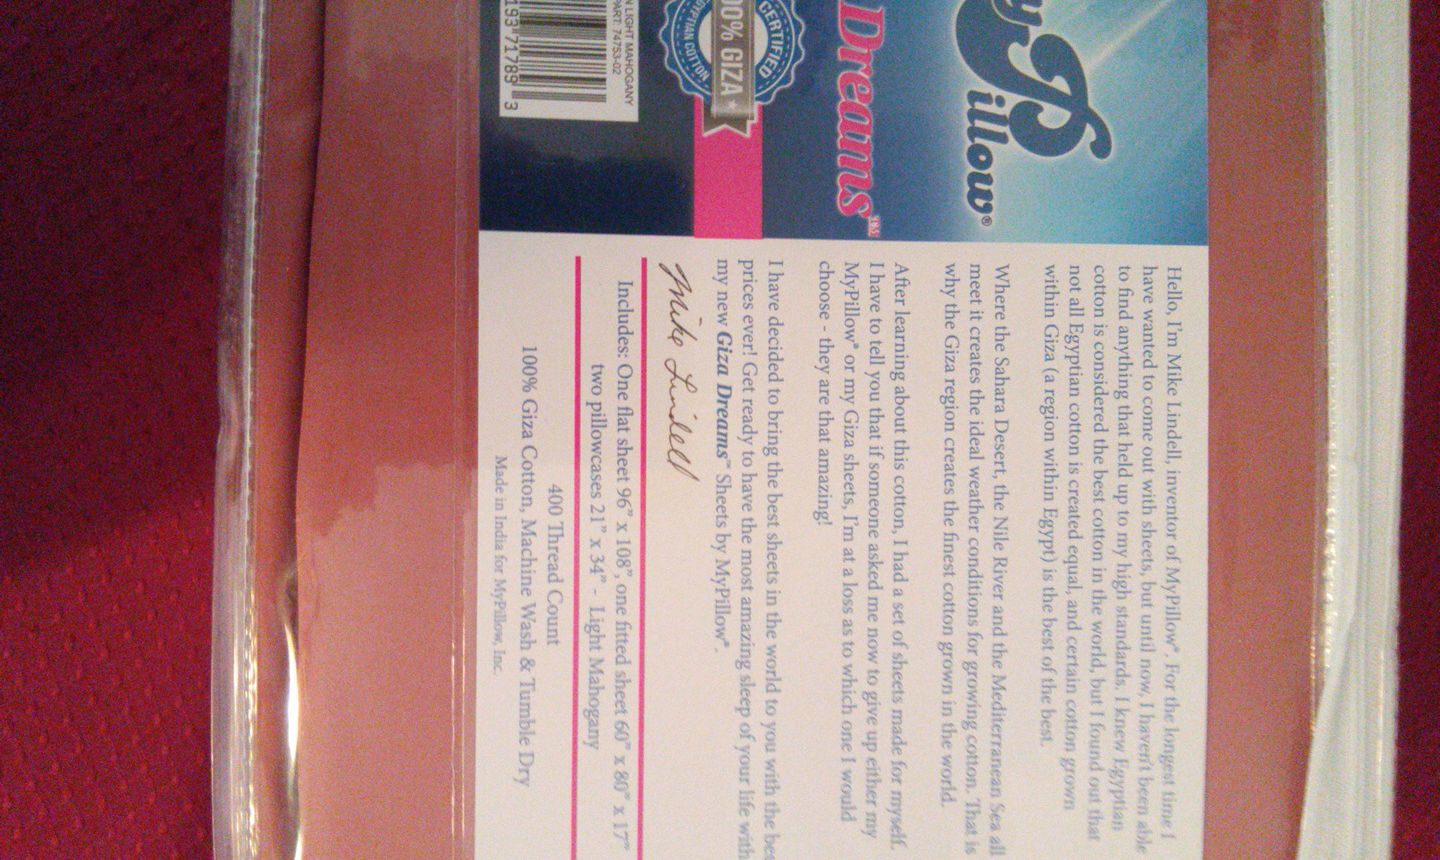 yPillow®
Dreams™
CERTIFIED
00% GIZA
PTIAN COTTON
N LIGHT MAHOGANY
PART: 74753-02
193 71789 3
Hello, I'm Mike Lindell, inventor of MyPillow®. For the longest time I
have wanted to come out with sheets, but until now, I haven't been able
to find anything that held up to my high standards. I knew Egyptian
cotton is considered the best cotton in the world, but I found out that
not all Egyptian cotton is created equal, and certain cotton grown
within Giza (a region within Egypt) is the best of the best.
Where the Sahara Desert, the Nile River and the Mediterranean Sea all
meet it creates the ideal weather conditions for growing cotton. That is
why the Giza region creates the finest cotton grown in the world.
After learning about this cotton, I had a set of sheets made for myself.
I have to tell you that if someone asked me now to give up either my
MyPillow® or my Giza sheets, I'm at a loss as to which one I would
choose - they are that amazing!
I have decided to bring the best sheets in the world to you with the bes
prices ever! Get ready to have the most amazing sleep of your life with
my new Giza Dreams™ Sheets by MyPillow®.
Mike Lindell
Includes: One flat sheet 96” x 108”, one fitted sheet 60” x 80” x 17”
two pillowcases 21” x 34” - Light Mahogany
400 Thread Count
100% Giza Cotton, Machine Wash & Tumble Dry
Made in India for MyPillow, Inc.